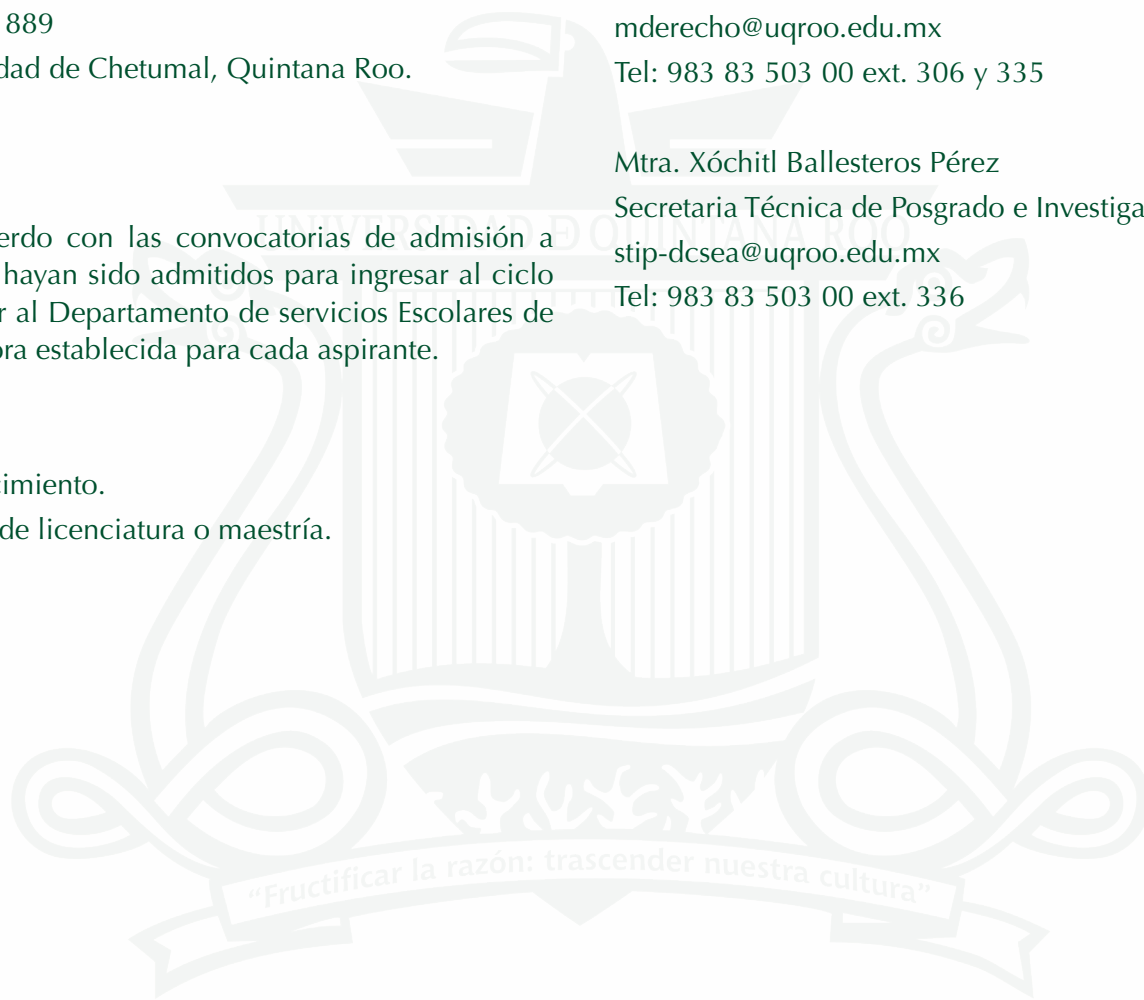 889
dad de Chetumal, Quintana Roo.
erdo con las convocatorias de admisión a
hayan sido admitidos para ingresar al ciclo
r al Departamento de servicios Escolares de
ora establecida para cada aspirante.
cimiento.
de licenciatura o maestría.
mderecho@uqroo.edu.mx
Tel: 983 83 503 00 ext. 306 y 335
Mtra. Xóchitl Ballesteros Pérez
Secretaria Técnica de Posgrado e Investiga
stip-dcsea@uqroo.edu.mx
Tel: 983 83 503 00 ext. 336
UNIVERSIDAD DE QUINTANA ROO
“Fructificar la razón: trascender nuestra cultura”